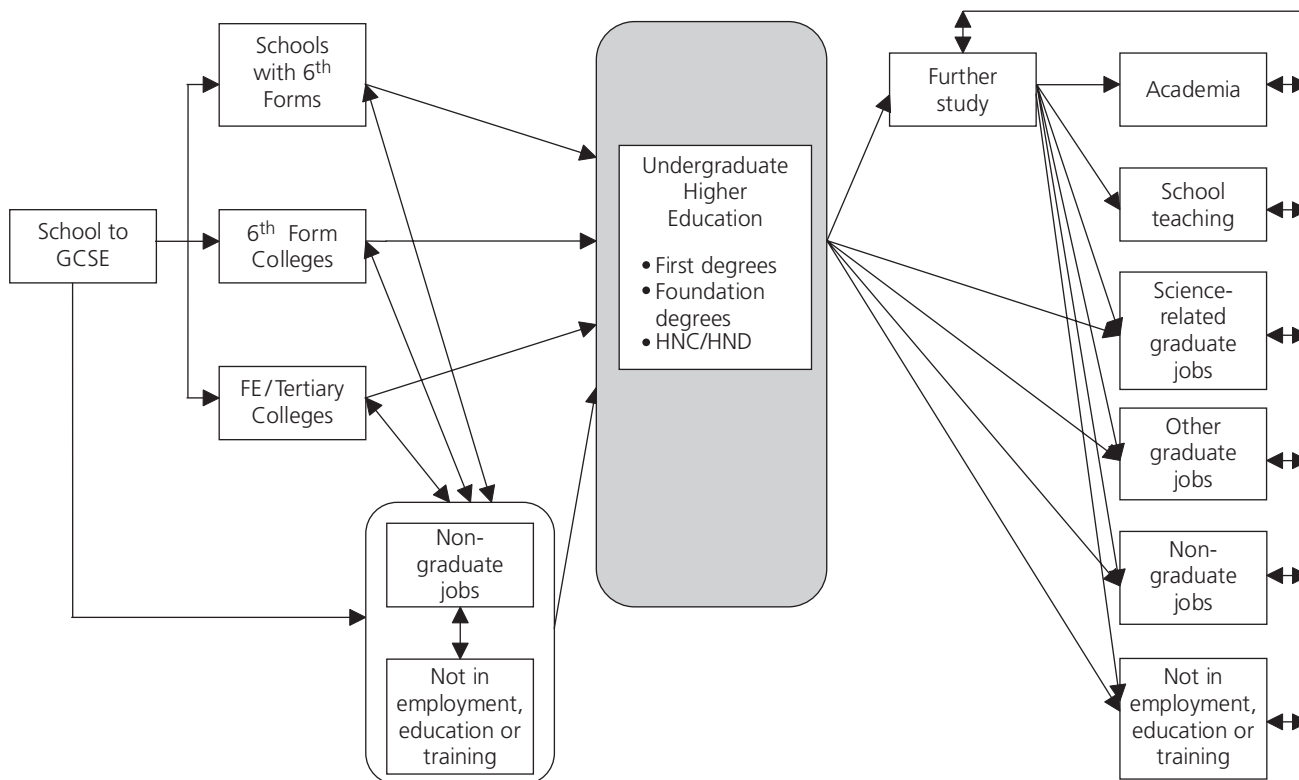 School to
GCSE
Schools
with 6th
Forms
6th Form
Colleges
FE/Tertiary
Colleges
Non-
graduate
jobs
Not in
employment,
education or
training
Undergraduate
Higher
Education
• First degrees
• Foundation
degrees
• HNC/HND
Further
study
Academia
School
teaching
Science-
related
graduate
jobs
Other
graduate
jobs
Non-
graduate
jobs
Not in
employment,
education or
training